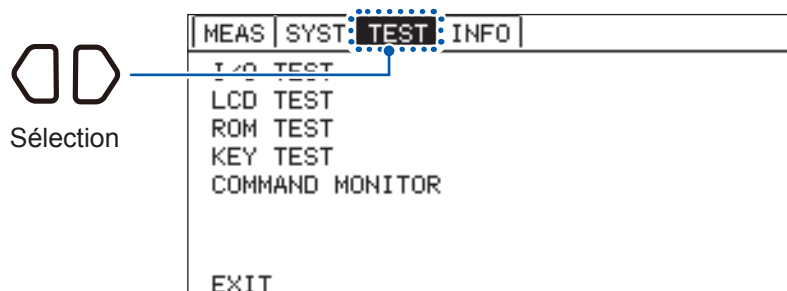 MEAS SYST TEST INFO
I/O TEST
LCD TEST
ROM TEST
KEY TEST
COMMAND MONITOR
EXIT
Sélection